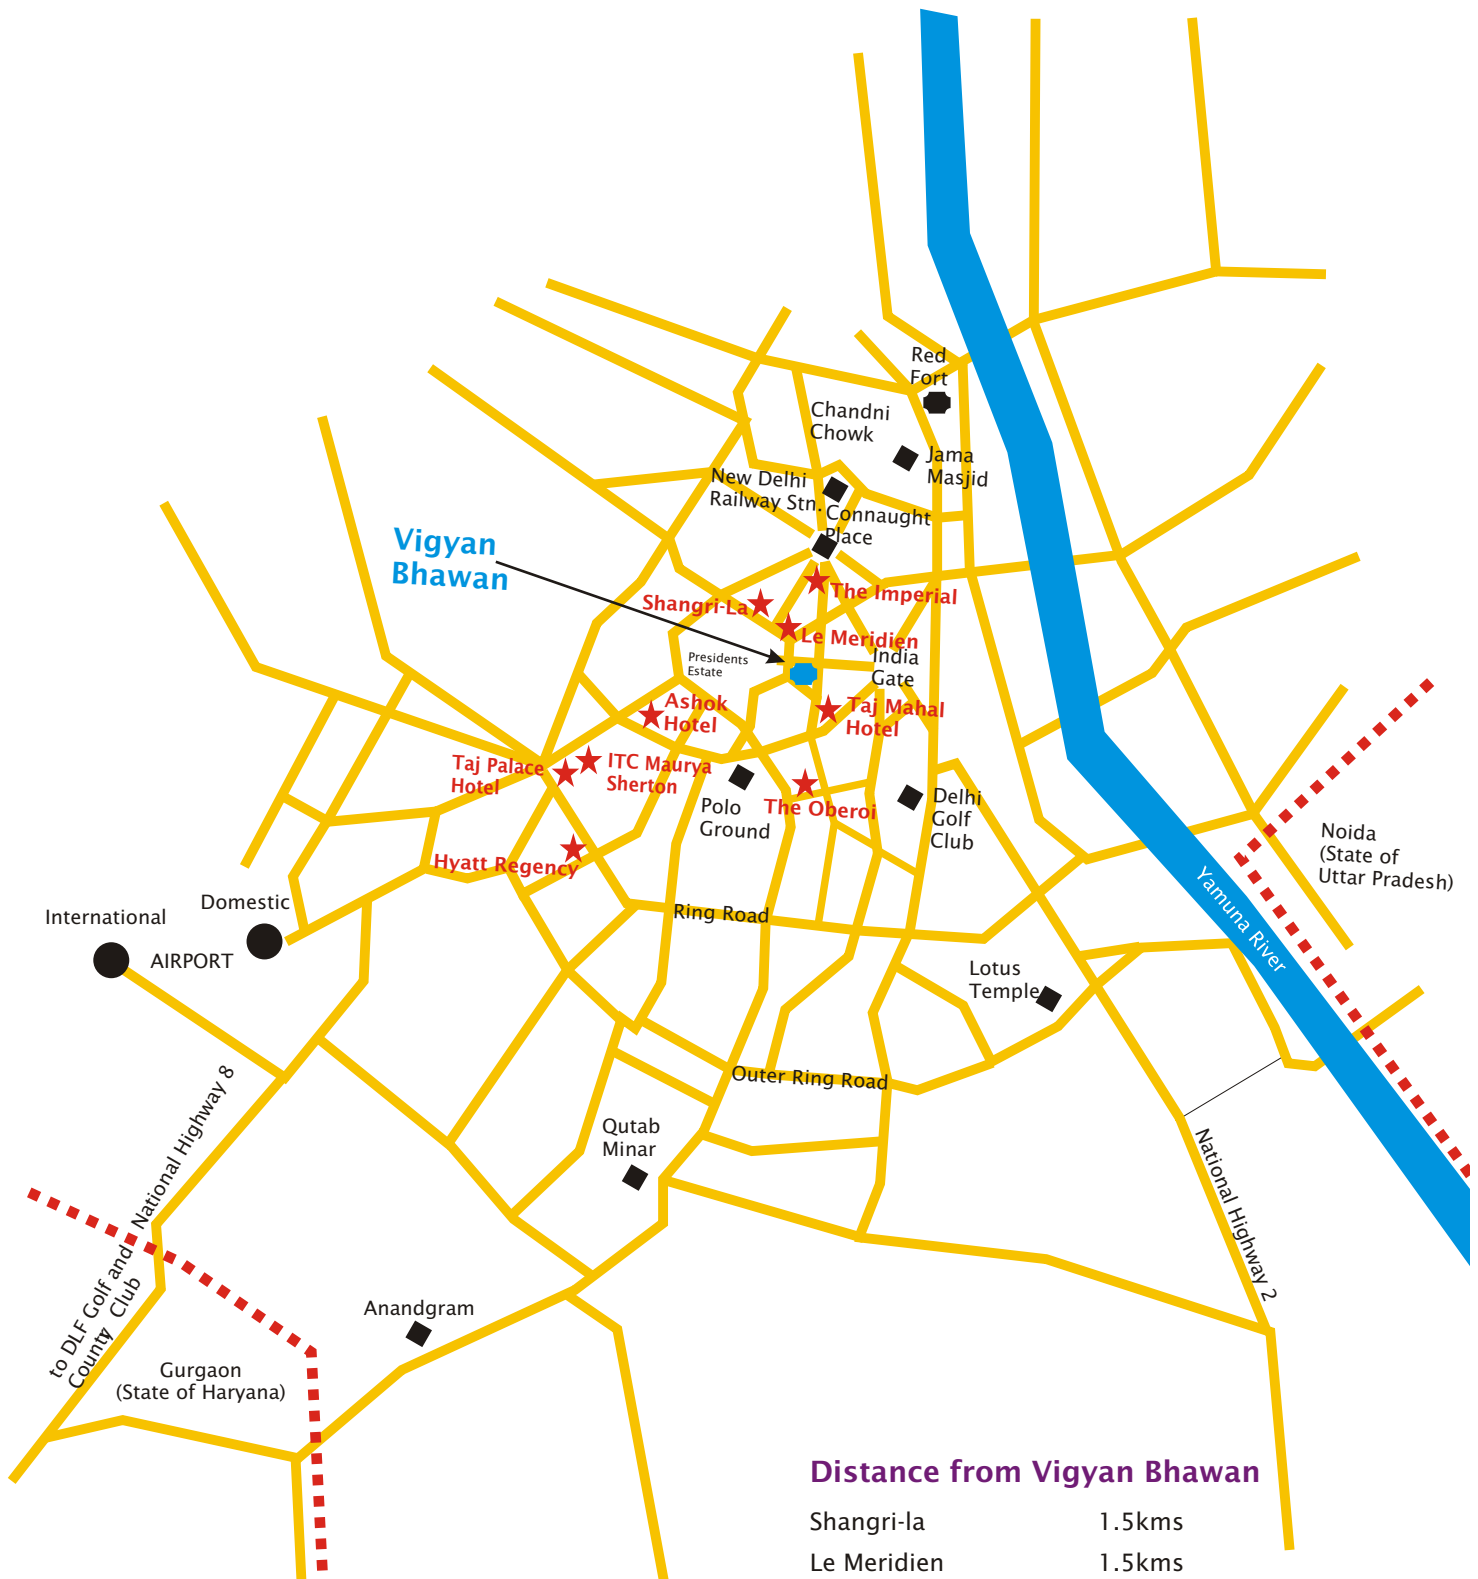 Red
Fort
Chandni
Chowk
Jama
Masjid
New Delhi
Railway Stn.
Connaught
Place
Vigyan
Bhawan
The Imperial
Shangri-La
Le Meridien
Presidents
Estate
India
Gate
Ashok
Hotel
Taj Mahal
Hotel
Taj Palace
Hotel
ITC Maurya
Sherton
Polo
Ground
The Oberoi
Delhi
Golf
Club
Noida
(State of
Uttar Pradesh)
Hyatt Regency
Yamuna River
Domestic
International
AIRPORT
Ring Road
Lotus
Temple
Outer Ring Road
National Highway 8
Qutab
Minar
National Highway 2
to DLF Golf and
County Club
Anandgram
Gurgaon
(State of Haryana)
Distance from Vigyan Bhawan
Shangri-la 1.5kms
Le Meridien 1.5kms